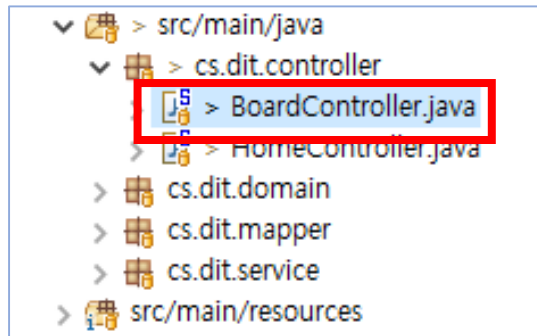 > src/main/java
> cs.dit.controller
> BoardController.java
> HomeController.java
cs.dit.domain
cs.dit.mapper
cs.dit.service
src/main/resources